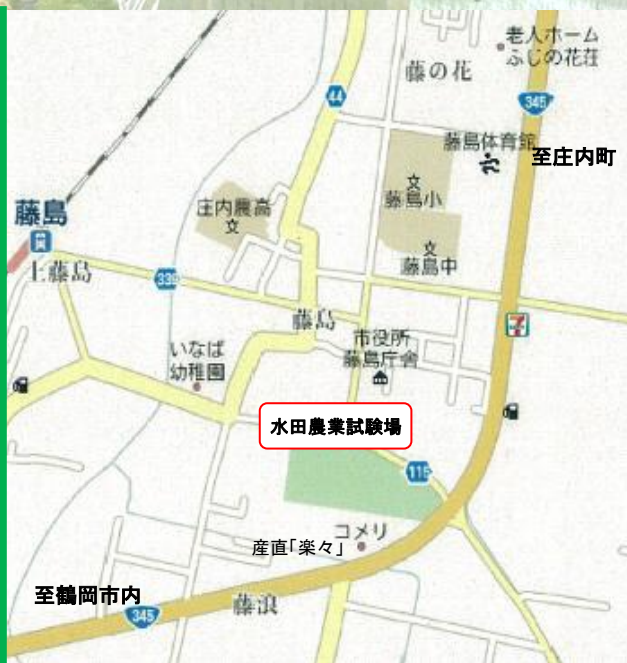 老人ホーム
ふじの花荘
藤の花
44
345
藤島体育館
至庄内町
藤島小
庄内農高
藤島中
藤島
上藤島
339
藤島
市役所
藤島庁舎
いなば
幼稚園
7
水田農業試験場
115
コメリ
産直「楽々」
至鶴岡市内
藤浪
345